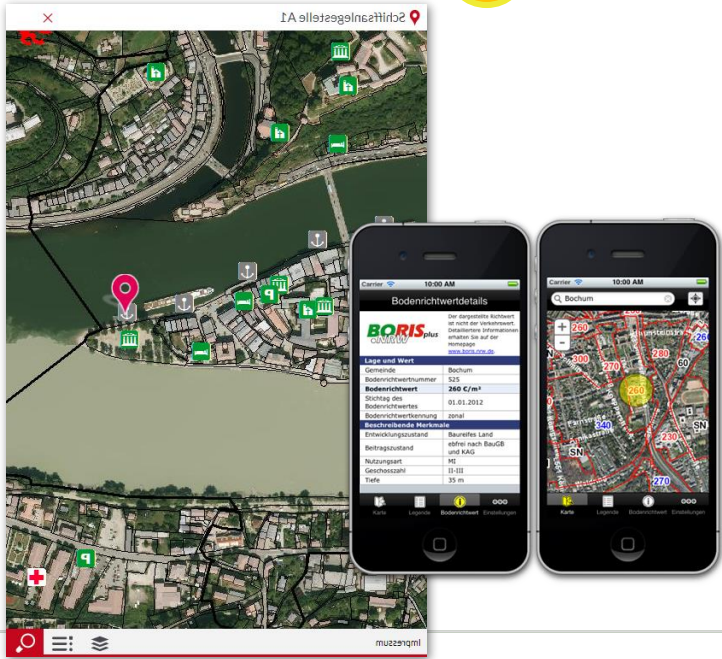 Schiffsanlegestelle A1
Impressum
Carrier 10:00 AM
Bodenrichtwertdetails
BORISplus
.NRW
Der dargestellte Richtwert
ist nicht der Verkehrswert.
Detailliertere Informationen
erhalten Sie auf der
Homepage
www.boris.nrw.de.
Lage und Wert
Gemeinde Bochum
Bodenrichtwertnummer 525
Bodenrichtwert 260 €/m²
Stichtag des
Bodenrichtwertes 01.01.2012
Bodenrichtwertkennung zonal
Beschreibende Merkmale
Entwicklungszustand Baureifes Land
Beitragszustand ebfrei nach BauGB
und KAG
Nutzungsart MI
Geschosszahl II-III
Tiefe 35 m
Karte Legende Bodenrichtwert Einstellungen
Carrier 10:00 AM
Bochum
260
280
60
300
270
260
340
230
SN
SN
270
Karte Legende Bodenrichtwert Einstellungen